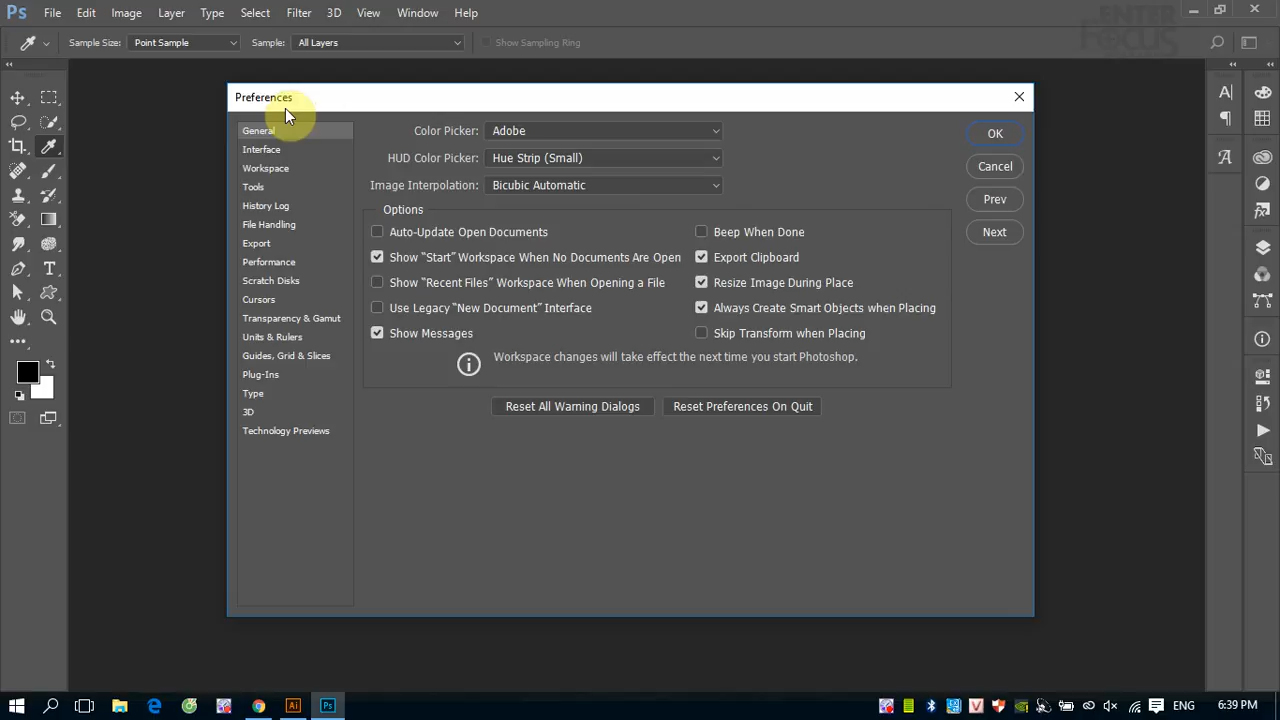 Ps File Edit Image Layer Type Select Filter 3D View Window Help
ENTER
FOCUS
Sample Size: Point Sample Sample: All Layers Show Sampling Ring
Preferences
General
Interface
Workspace
Tools
History Log
File Handling
Export
Performance
Scratch Disks
Cursors
Transparency & Gamut
Units & Rulers
Guides, Grid & Slices
Plug-Ins
Type
3D
Technology Previews
Color Picker: Adobe
HUD Color Picker: Hue Strip (Small)
Image Interpolation: Bicubic Automatic
Options
Auto-Update Open Documents
Show “Start” Workspace When No Documents Are Open
Show “Recent Files” Workspace When Opening a File
Use Legacy “New Document” Interface
Show Messages
Beep When Done
Export Clipboard
Resize Image During Place
Always Create Smart Objects when Placing
Skip Transform when Placing
Workspace changes will take effect the next time you start Photoshop.
Reset All Warning Dialogs Reset Preferences On Quit
OK
Cancel
Prev
Next
Ai Ps ENG 6:39 PM